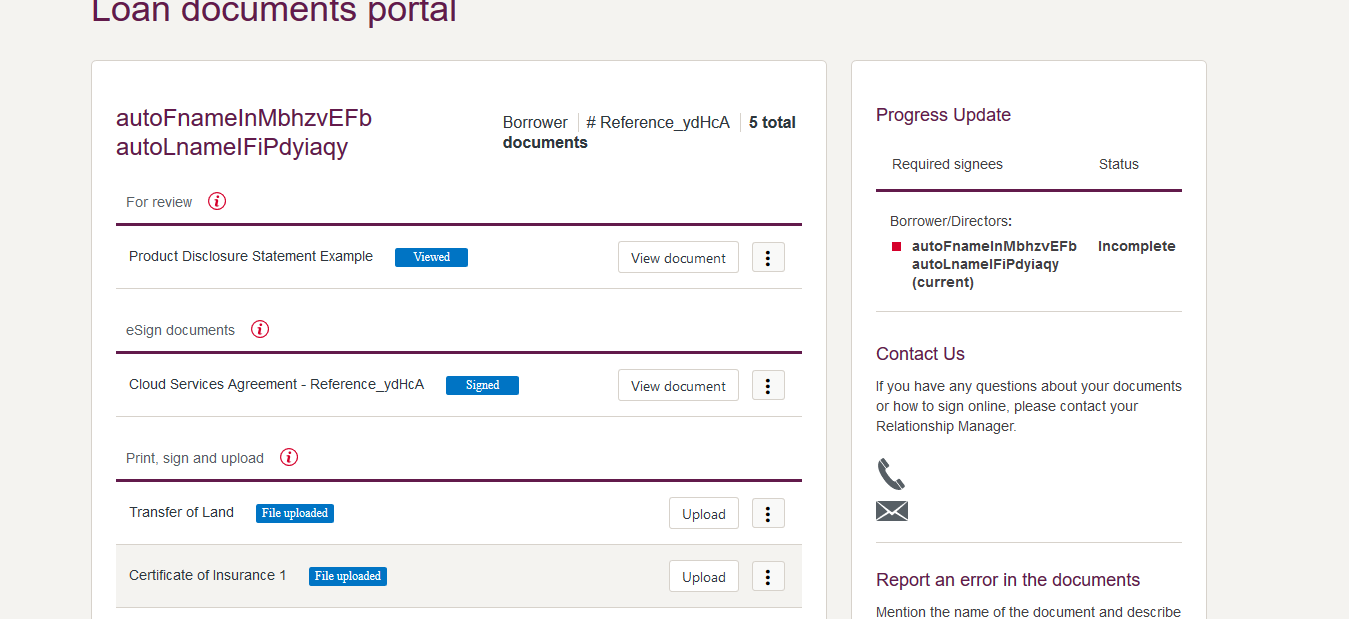 Loan documents portal
autoFnameInMbhzvEFb
autoLnameIFiPdyiaqy
Borrower # Reference_ydHcA 5 total
documents
For review i
Product Disclosure Statement Example Viewed View document
eSign documents i
Cloud Services Agreement - Reference_ydHcA Signed View document
Print, sign and upload i
Transfer of Land File uploaded Upload
Certificate of Insurance 1 File uploaded Upload
Progress Update
Required signees Status
Borrower/Directors:
autoFnameInMbhzvEFb Incomplete
autoLnameIFiPdyiaqy
(current)
Contact Us
If you have any questions about your documents
or how to sign online, please contact your
Relationship Manager.
Report an error in the documents
Mention the name of the document and describe